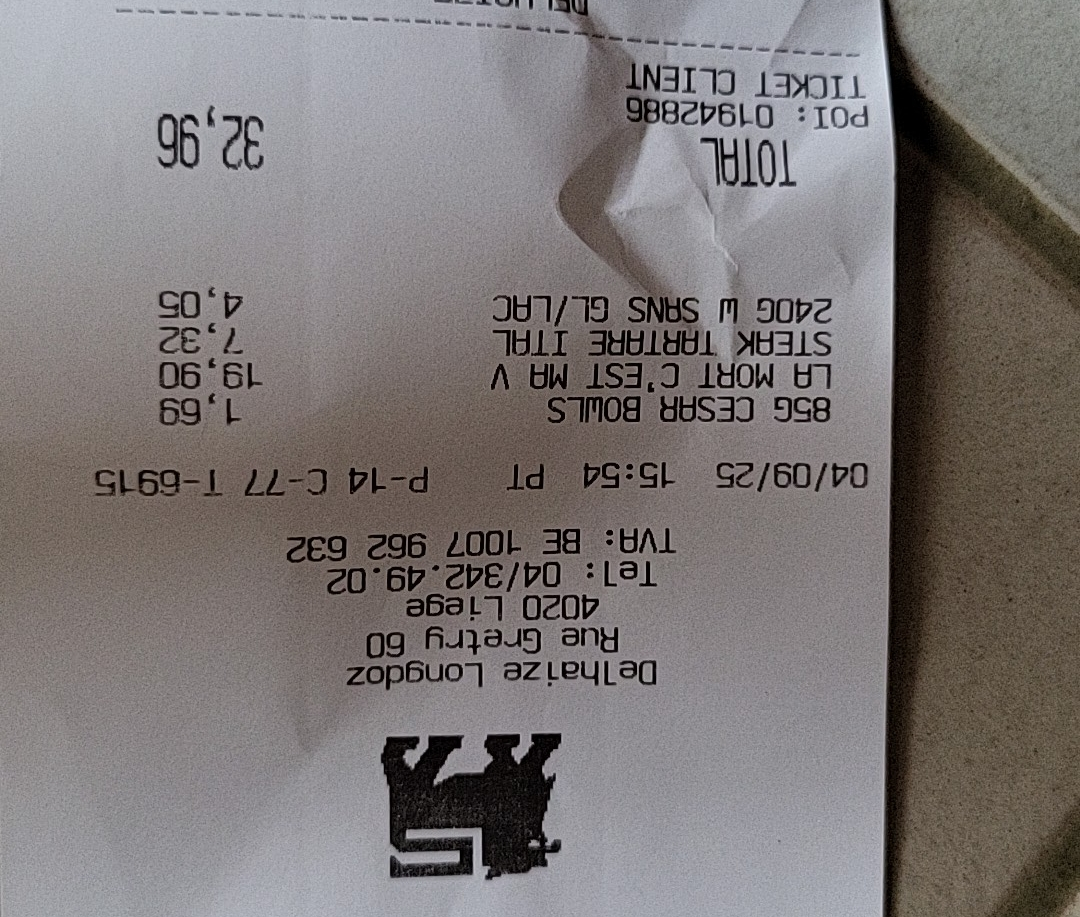 Delhaize Longdoz
Rue Gretry 60
4020 Liege
Tel: 04/342.49.02
TVA: BE 1007 962 632
04/09/25 15:54 PT P-14 C-77 T-6915
85G CESAR BOWLS 1,69
LA MORT C'EST MA V 19,90
STEAK TARTARE ITAL 7,32
240G W SANS GL/LAC 4,05
TOTAL 32,96
POI: 01942886
TICKET CLIENT